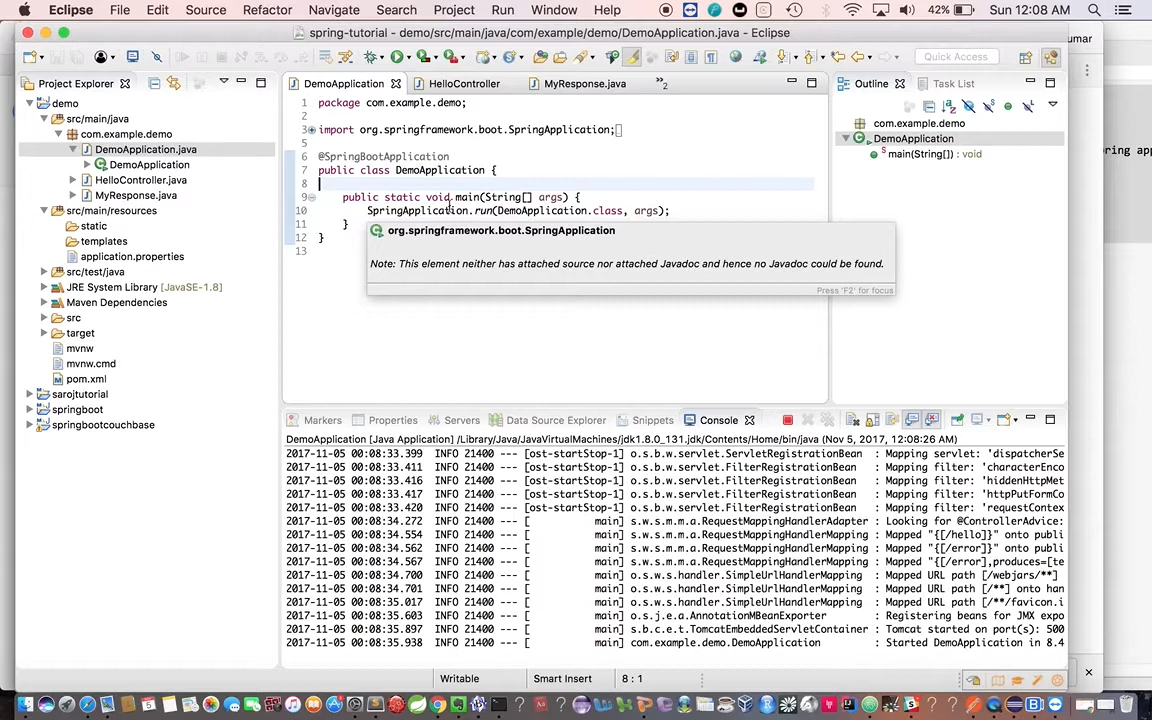 Eclipse File Edit Source Refactor Navigate Search Project Run Window Help 42% Sun 12:08 AM
spring-tutorial - demo/src/main/java/com/example/demo/DemoApplication.java - Eclipse
umar
Quick Access
Project Explorer
demo
src/main/java
com.example.demo
DemoApplication.java
DemoApplication
HelloController.java
MyResponse.java
src/main/resources
static
templates
application.properties
src/test/java
JRE System Library [JavaSE-1.8]
Maven Dependencies
src
target
mvnw
mvnw.cmd
pom.xml
sarojtutorial
springboot
springbootcouchbase
DemoApplication HelloController MyResponse.java 2
1 package com.example.demo;
2
3 import org.springframework.boot.SpringApplication;
5
6 @SpringBootApplication
7 public class DemoApplication {
8
9 public static void main(String[] args) {
10 SpringApplication.run(DemoApplication.class, args);
11 }
12 }
13
org.springframework.boot.SpringApplication
Note: This element neither has attached source nor attached Javadoc and hence no Javadoc could be found.
Press 'F2' for focus
Outline Task List
com.example.demo
DemoApplication
main(String[]) : void
ring app
Markers Properties Servers Data Source Explorer Snippets Console
DemoApplication [Java Application] /Library/Java/JavaVirtualMachines/jdk1.8.0_131.jdk/Contents/Home/bin/java (Nov 5, 2017, 12:08:26 AM)
2017-11-05 00:08:33.399 INFO 21400 --- [ost-startStop-1] o.s.b.w.servlet.ServletRegistrationBean : Mapping servlet: 'dispatcherSe
2017-11-05 00:08:33.411 INFO 21400 --- [ost-startStop-1] o.s.b.w.servlet.FilterRegistrationBean : Mapping filter: 'characterEnco
2017-11-05 00:08:33.416 INFO 21400 --- [ost-startStop-1] o.s.b.w.servlet.FilterRegistrationBean : Mapping filter: 'hiddenHttpMet
2017-11-05 00:08:33.417 INFO 21400 --- [ost-startStop-1] o.s.b.w.servlet.FilterRegistrationBean : Mapping filter: 'httpPutFormCo
2017-11-05 00:08:33.420 INFO 21400 --- [ost-startStop-1] o.s.b.w.servlet.FilterRegistrationBean : Mapping filter: 'requestContex
2017-11-05 00:08:34.272 INFO 21400 --- [ main] s.w.s.m.m.a.RequestMappingHandlerAdapter : Looking for @ControllerAdvice:
2017-11-05 00:08:34.554 INFO 21400 --- [ main] s.w.s.m.m.a.RequestMappingHandlerMapping : Mapped "{[/hello]}" onto publi
2017-11-05 00:08:34.562 INFO 21400 --- [ main] s.w.s.m.m.a.RequestMappingHandlerMapping : Mapped "{[/error]}" onto publi
2017-11-05 00:08:34.567 INFO 21400 --- [ main] s.w.s.m.m.a.RequestMappingHandlerMapping : Mapped "{[/error],produces=[te
2017-11-05 00:08:34.700 INFO 21400 --- [ main] o.s.w.s.handler.SimpleUrlHandlerMapping : Mapped URL path [/webjars/**]
2017-11-05 00:08:34.701 INFO 21400 --- [ main] o.s.w.s.handler.SimpleUrlHandlerMapping : Mapped URL path [/**] onto han
2017-11-05 00:08:35.017 INFO 21400 --- [ main] o.s.w.s.handler.SimpleUrlHandlerMapping : Mapped URL path [/**/favicon.i
2017-11-05 00:08:35.603 INFO 21400 --- [ main] o.s.j.e.a.AnnotationMBeanExporter : Registering beans for JMX expo
2017-11-05 00:08:35.897 INFO 21400 --- [ main] s.b.c.e.t.TomcatEmbeddedServletContainer : Tomcat started on port(s): 500
2017-11-05 00:08:35.938 INFO 21400 --- [ main] com.example.demo.DemoApplication : Started DemoApplication in 8.4
Writable Smart Insert 8 : 1